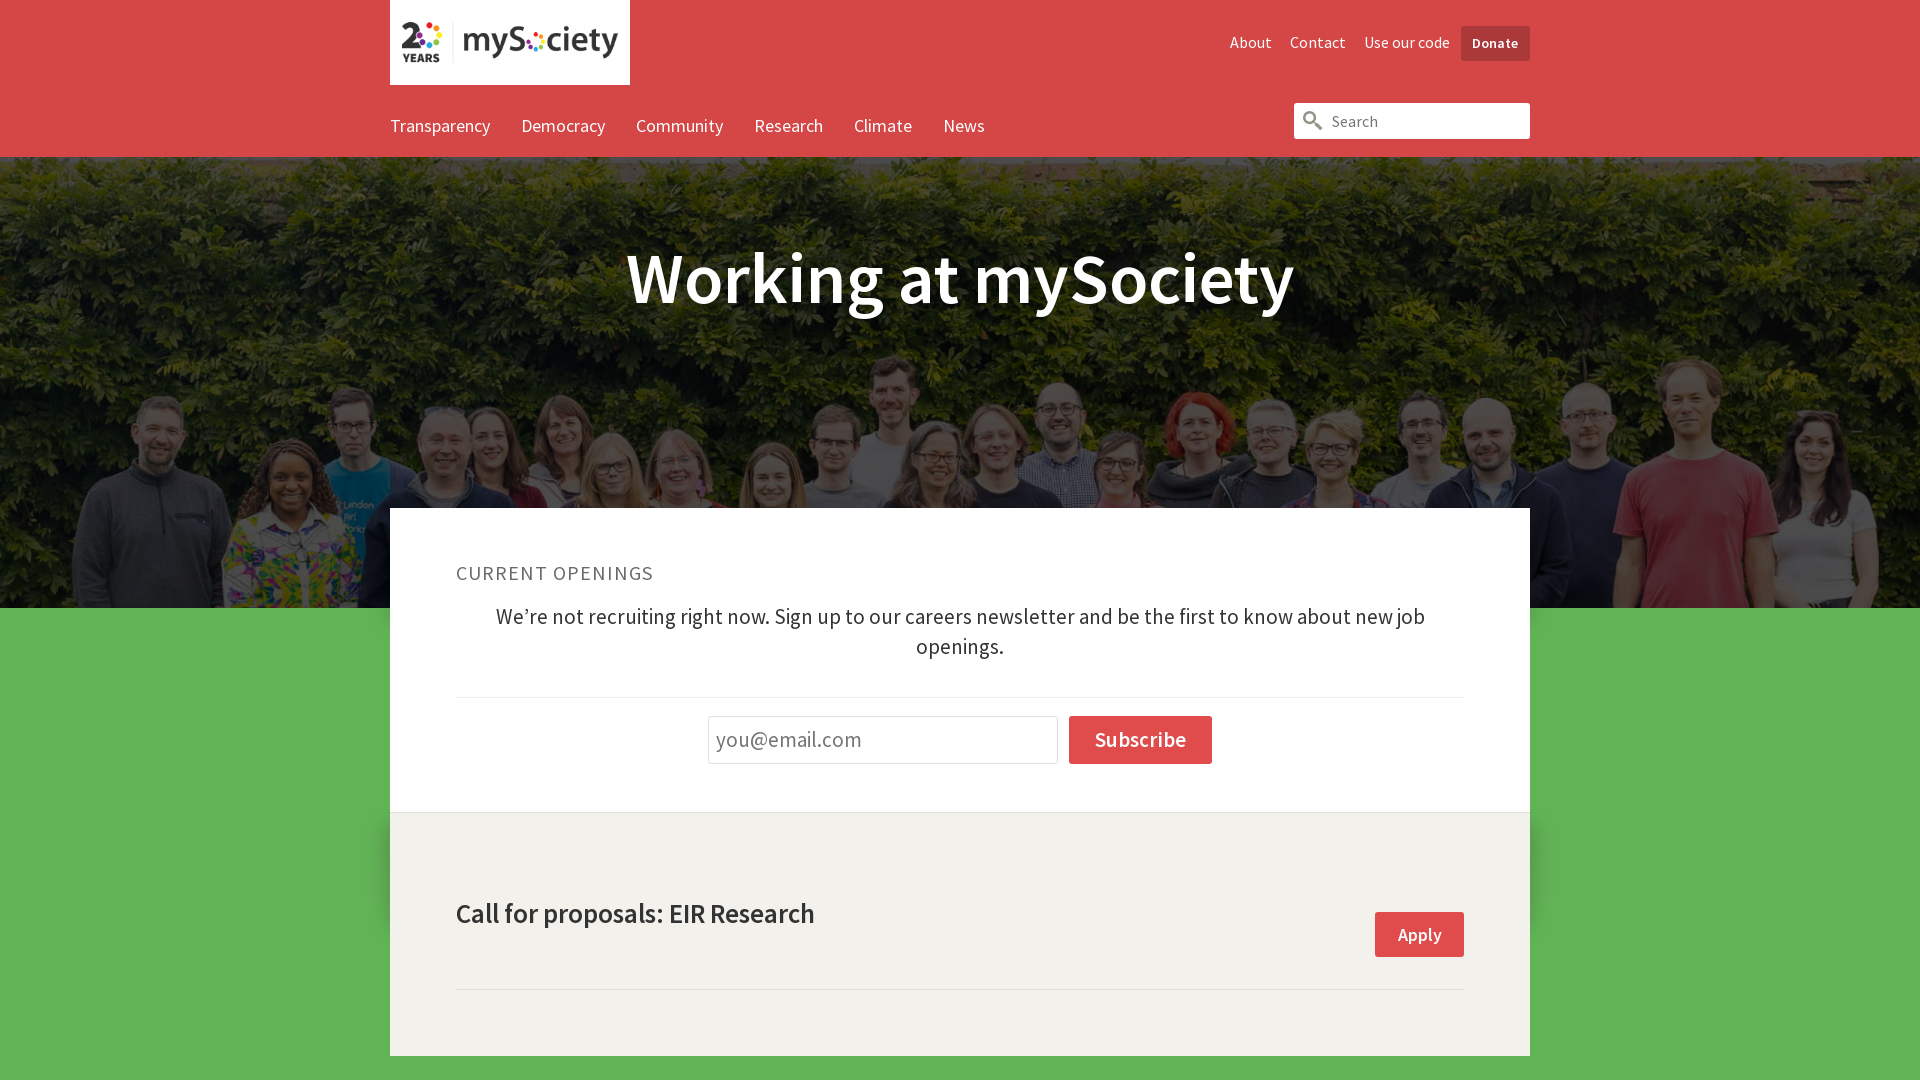 20 YEARS mySociety
About Contact Use our code Donate
Transparency Democracy Community Research Climate News
Search
Working at mySociety
CURRENT OPENINGS
We’re not recruiting right now. Sign up to our careers newsletter and be the first to know about new job
openings.
you@email.com Subscribe
Call for proposals: EIR Research
Apply